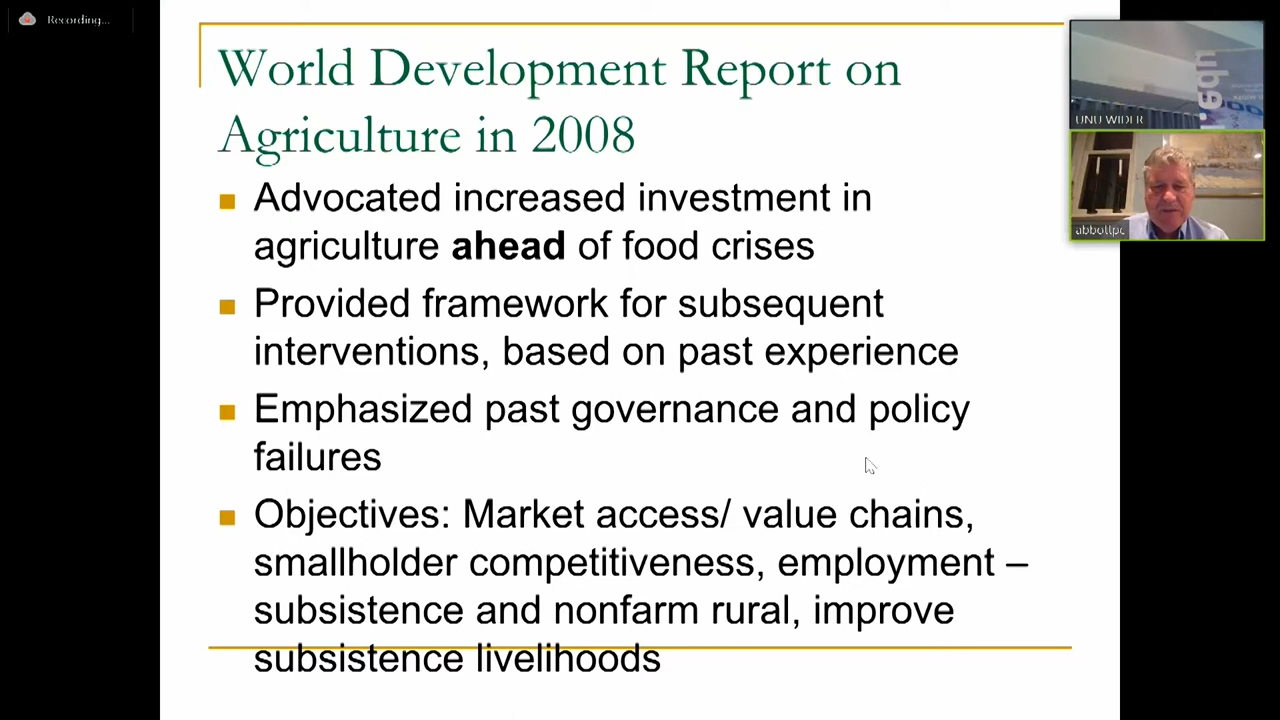 Recording...
World Development Report on
Agriculture in 2008
■ Advocated increased investment in
agriculture ahead of food crises
■ Provided framework for subsequent
interventions, based on past experience
■ Emphasized past governance and policy
failures
■ Objectives: Market access/ value chains,
smallholder competitiveness, employment –
subsistence and nonfarm rural, improve
subsistence livelihoods
uba
UNU WIDER
abbottpc